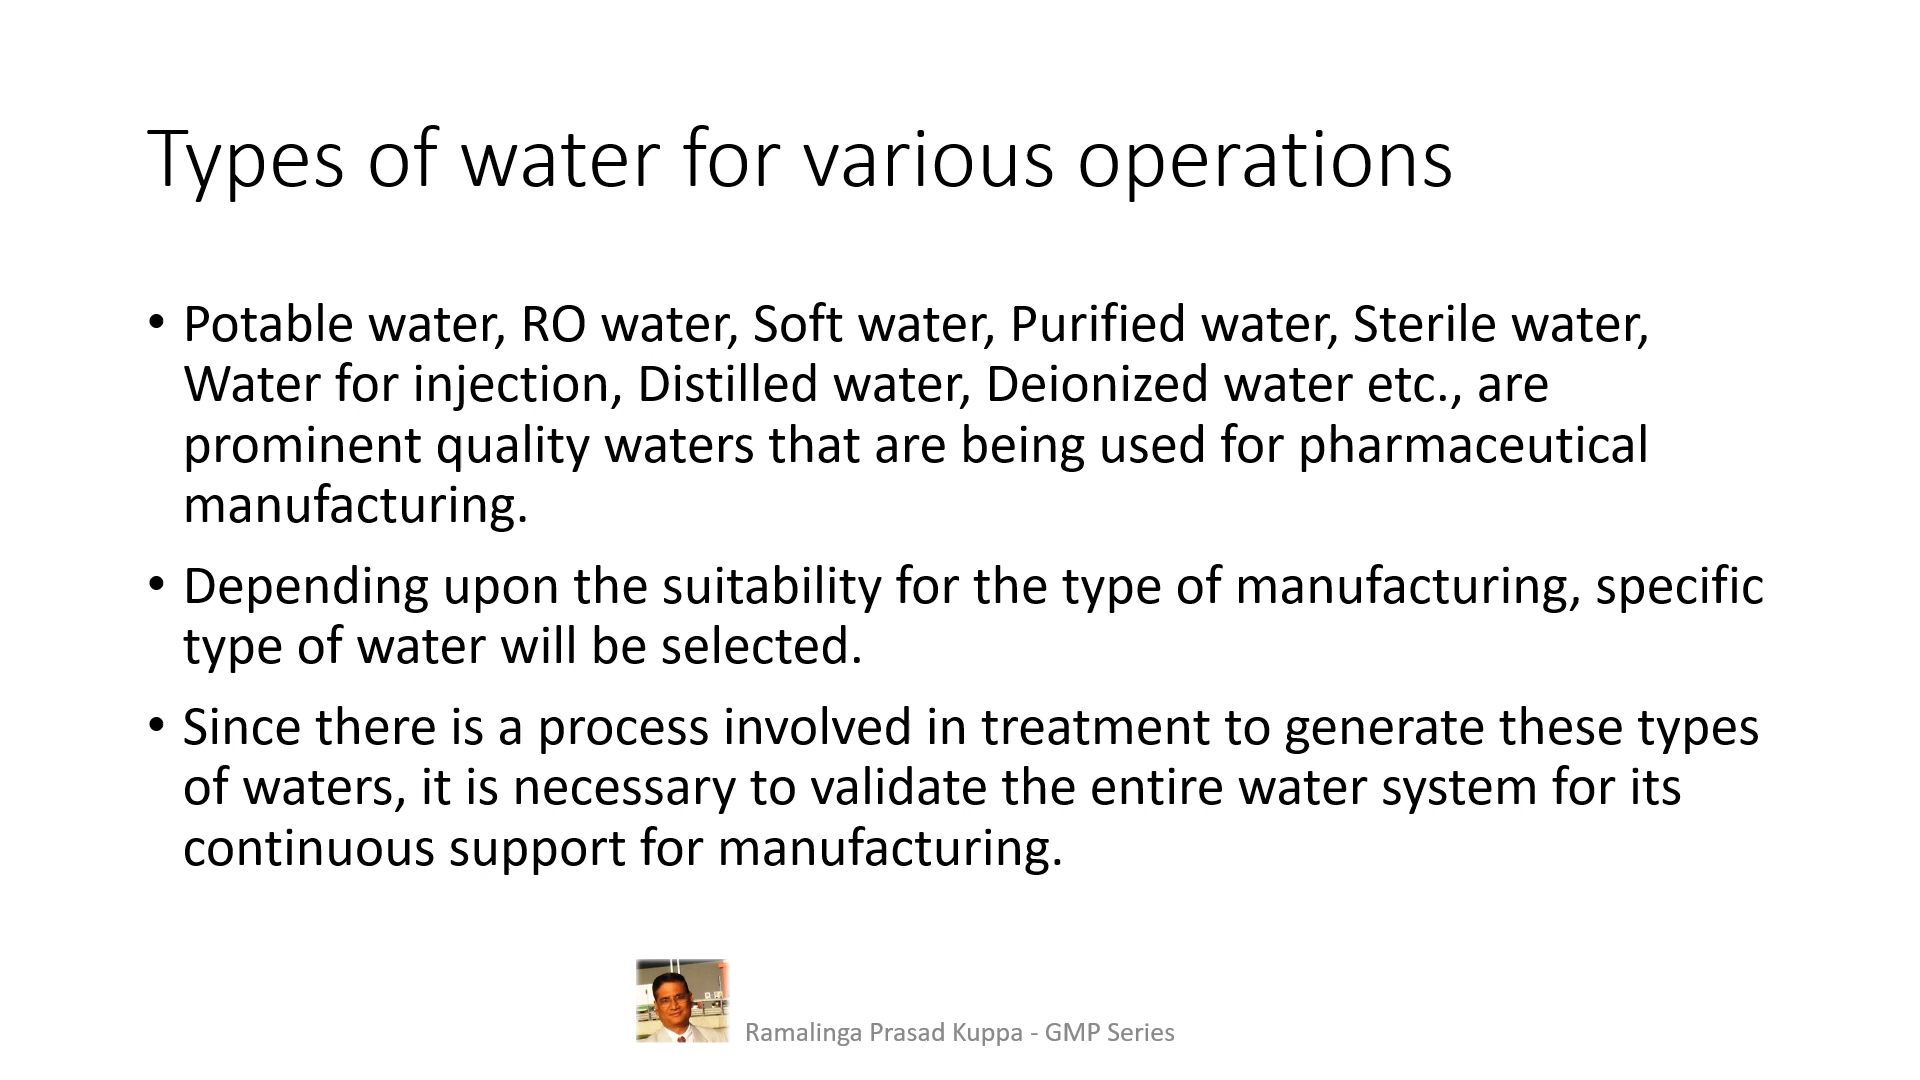 Types of water for various operations
• Potable water, RO water, Soft water, Purified water, Sterile water,
Water for injection, Distilled water, Deionized water etc., are
prominent quality waters that are being used for pharmaceutical
manufacturing.
• Depending upon the suitability for the type of manufacturing, specific
type of water will be selected.
• Since there is a process involved in treatment to generate these types
of waters, it is necessary to validate the entire water system for its
continuous support for manufacturing.
Ramalinga Prasad Kuppa - GMP Series